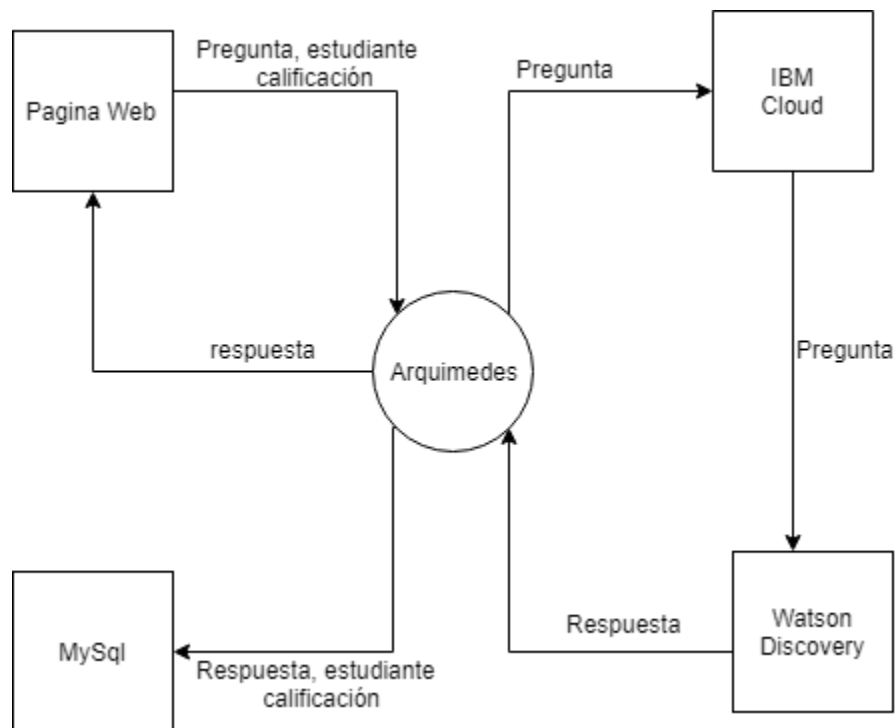 Pagina Web
Pregunta, estudiante
calificación
Pregunta
IBM
Cloud
respuesta
Arquimedes
Pregunta
MySql
Respuesta, estudiante
calificación
Respuesta
Watson
Discovery